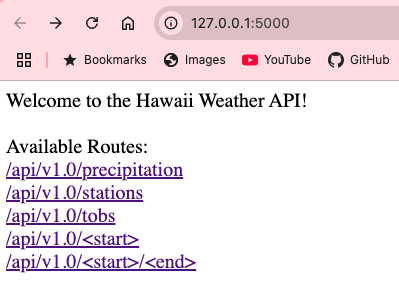 127.0.0.1:5000
Bookmarks Images YouTube GitHub
Welcome to the Hawaii Weather API!
Available Routes:
/api/v1.0/precipitation
/api/v1.0/stations
/api/v1.0/tobs
/api/v1.0/<start>
/api/v1.0/<start>/<end>